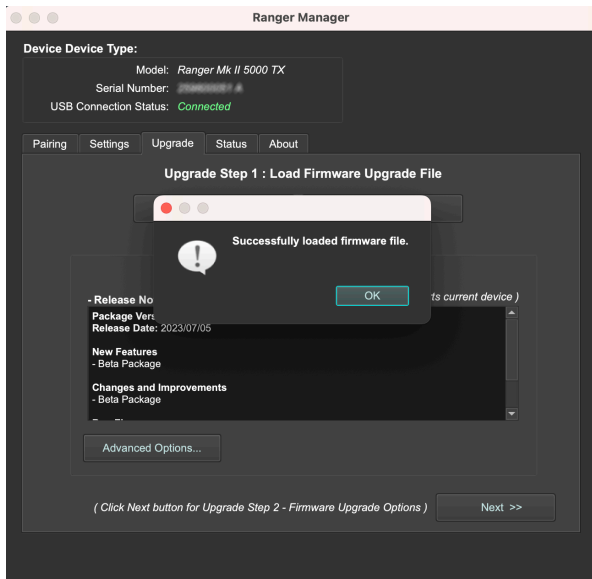 Ranger Manager
Device Device Type:
Model: Ranger Mk II 5000 TX
Serial Number:
USB Connection Status: Connected
Pairing Settings Upgrade Status About
Upgrade Step 1 : Load Firmware Upgrade File
Successfully loaded firmware file.
OK
- Release ts current device )
Package
Release Date: 2023/07/05
New Features
- Beta Package
Changes and Improvements
- Beta Package
Advanced Options...
( Click Next button for Upgrade Step 2 - Firmware Upgrade Options ) Next >>